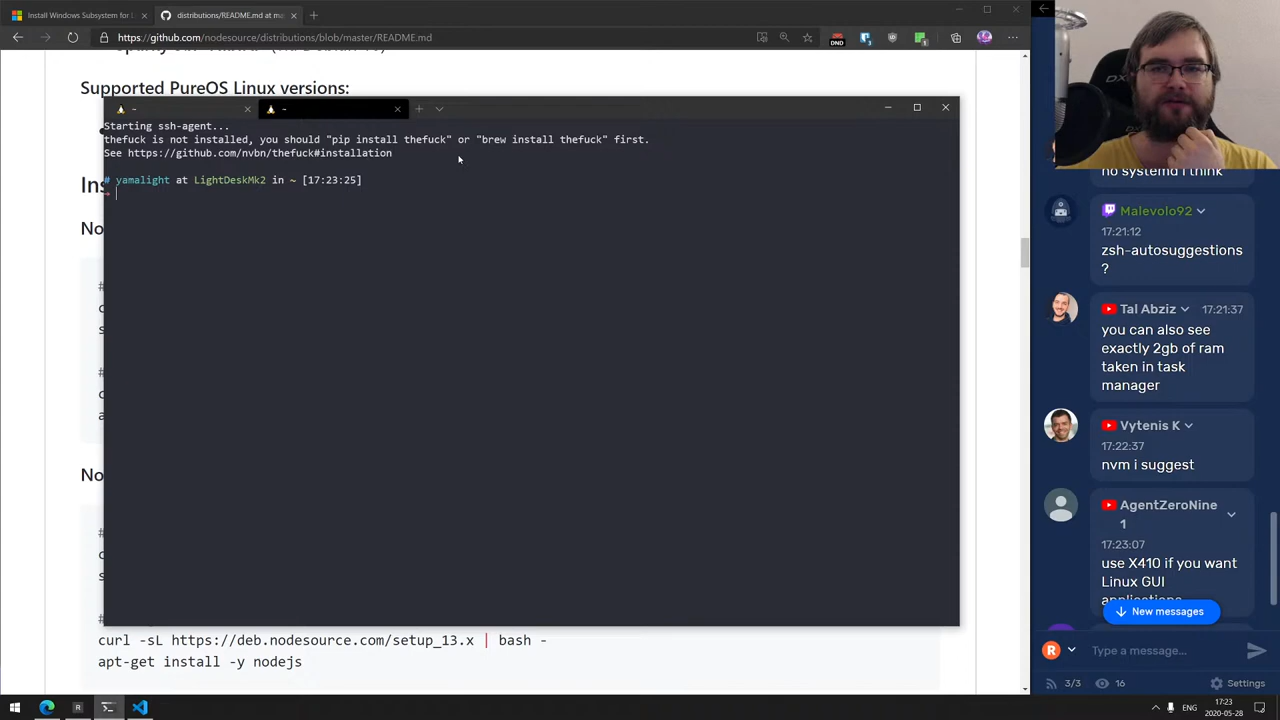 Install Windows Subsystem for L
distributions/README.md at ma
https://github.com/nodesource/distributions/blob/master/README.md
DND
Supported PureOS Linux versions:
Starting ssh-agent...
thefuck is not installed, you should "pip install thefuck" or "brew install thefuck" first.
See https://github.com/nvbn/thefuck#installation
# yamalight at LightDeskMk2 in ~ [17:23:25]
Ins
No
No
curl -sL https://deb.nodesource.com/setup_13.x | bash -
apt-get install -y nodejs
no systemd i think
Malevolo92
17:21:12
zsh-autosuggestions
?
Tal Abziz 17:21:37
you can also see
exactly 2gb of ram
taken in task
manager
Vytenis K
17:22:37
nvm i suggest
AgentZeroNine
1
17:23:07
use X410 if you want
Linux GUI
applications
New messages
R
Type a message...
3/3
16
Settings
ENG
17:23
2020-05-28